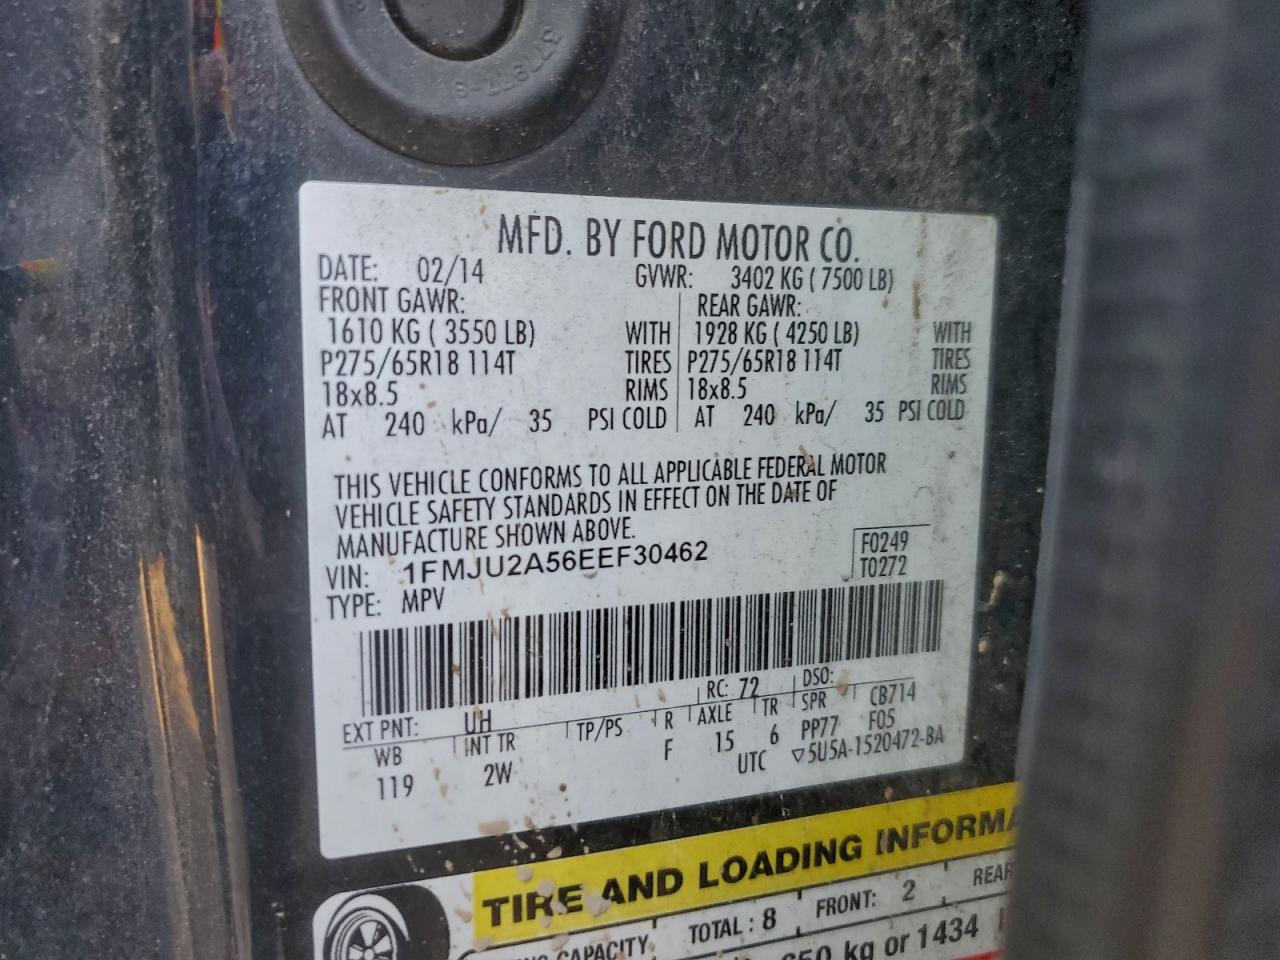 MFD. BY FORD MOTOR CO.
DATE: 02/14 GVWR: 3402 KG ( 7500 LB)
FRONT GAWR: REAR GAWR:
1610 KG ( 3550 LB) WITH 1928 KG ( 4250 LB) WITH
P275/65R18 114T TIRES P275/65R18 114T TIRES
18x8.5 RIMS 18x8.5 RIMS
AT 240 kPa/ 35 PSI COLD AT 240 kPa/ 35 PSI COLD
THIS VEHICLE CONFORMS TO ALL APPLICABLE FEDERAL MOTOR
VEHICLE SAFETY STANDARDS IN EFFECT ON THE DATE OF
MANUFACTURE SHOWN ABOVE.
VIN: 1FMJU2A56EEF30462 F0249
TYPE: MPV T0272
EXT PNT: UH RC: 72 DSO:
WB INT TR TP/PS R AXLE TR SPR CB714
119 2W F 15 6 PP77 F05
UTC ▽5U5A-1520472-BA
TIRE AND LOADING
TOTAL : 8 FRONT: 2 REAR
CAPACITY
kg or 1434